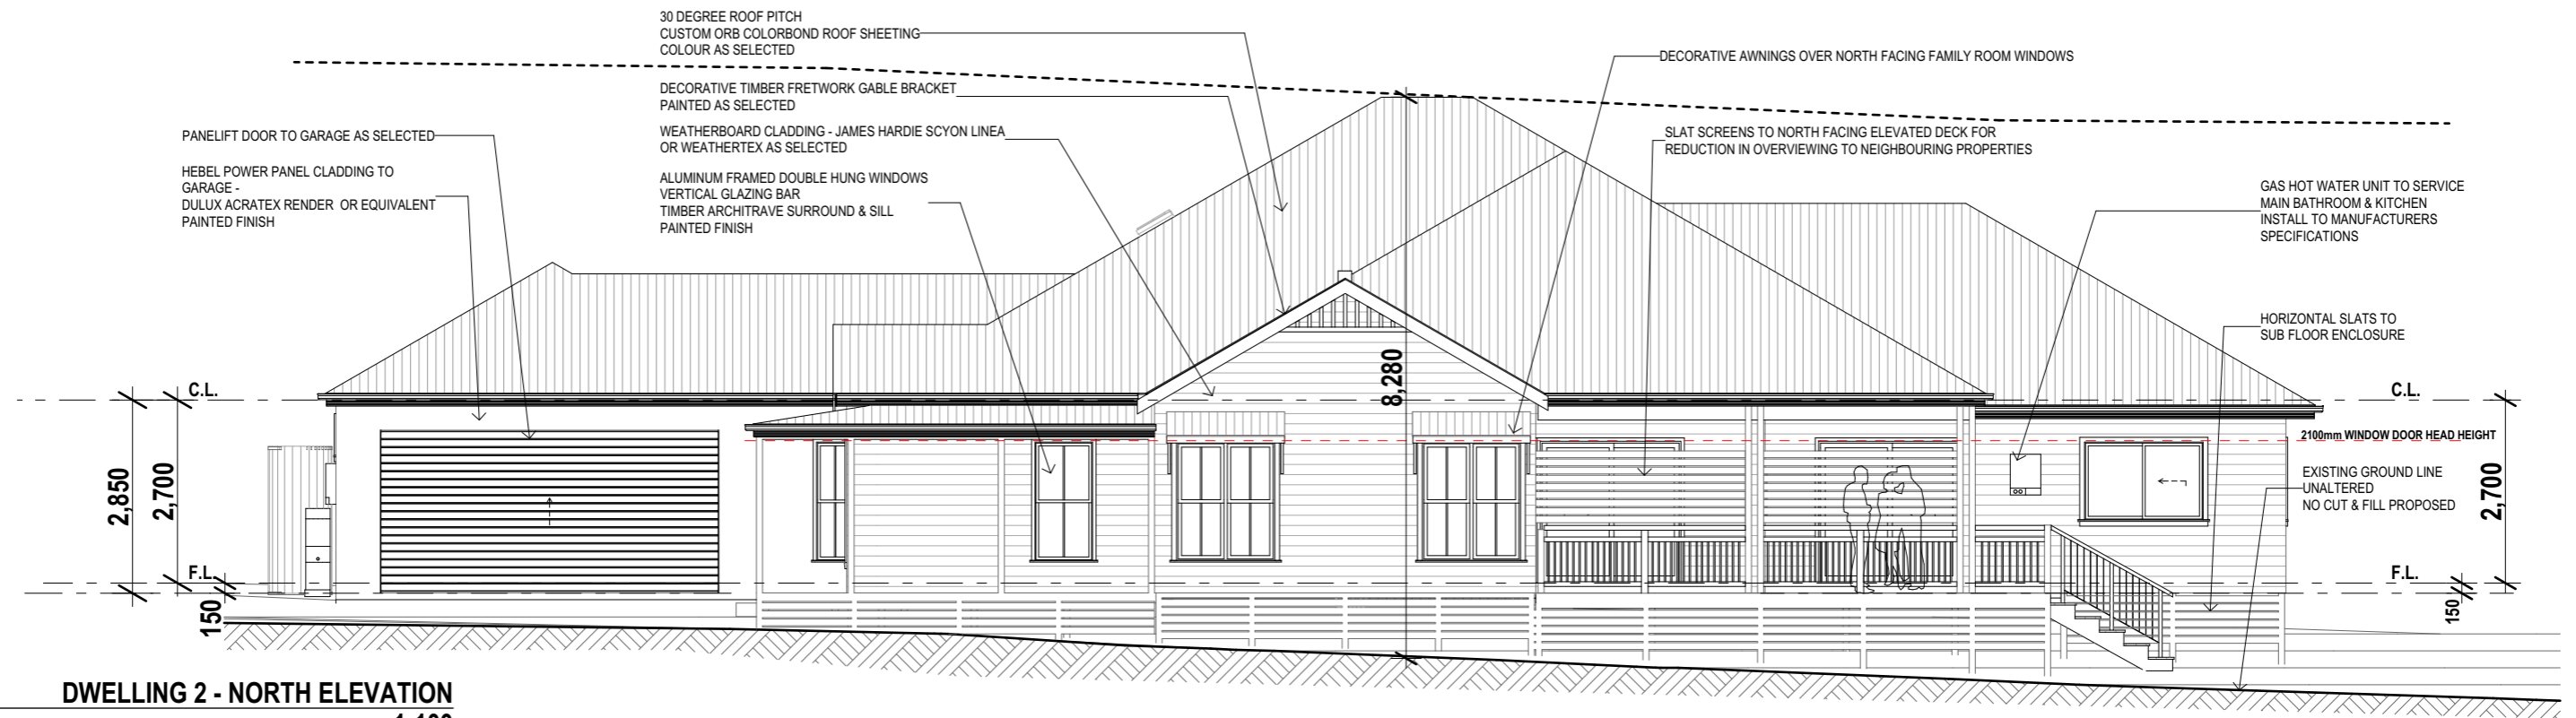 30 DEGREE ROOF PITCH
CUSTOM ORB COLORBOND ROOF SHEETING
COLOUR AS SELECTED
DECORATIVE AWNINGS OVER NORTH FACING FAMILY ROOM WINDOWS
DECORATIVE TIMBER FRETWORK GABLE BRACKET
PAINTED AS SELECTED
PANELIFT DOOR TO GARAGE AS SELECTED
WEATHERBOARD CLADDING - JAMES HARDIE SCYON LINEA
OR WEATHERTEX AS SELECTED
SLAT SCREENS TO NORTH FACING ELEVATED DECK FOR
REDUCTION IN OVERVIEWING TO NEIGHBOURING PROPERTIES
HEBEL POWER PANEL CLADDING TO
GARAGE -
DULUX ACRATEX RENDER OR EQUIVALENT
PAINTED FINISH
ALUMINUM FRAMED DOUBLE HUNG WINDOWS
VERTICAL GLAZING BAR
TIMBER ARCHITRAVE SURROUND & SILL
PAINTED FINISH
GAS HOT WATER UNIT TO SERVICE
MAIN BATHROOM & KITCHEN
INSTALL TO MANUFACTURERS
SPECIFICATIONS
HORIZONTAL SLATS TO
SUB FLOOR ENCLOSURE
C.L.
8,280
C.L.
2100mm WINDOW DOOR HEAD HEIGHT
EXISTING GROUND LINE
UNALTERED
NO CUT & FILL PROPOSED
2,850
2,700
2,700
F.L.
F.L.
150
150
DWELLING 2 - NORTH ELEVATION